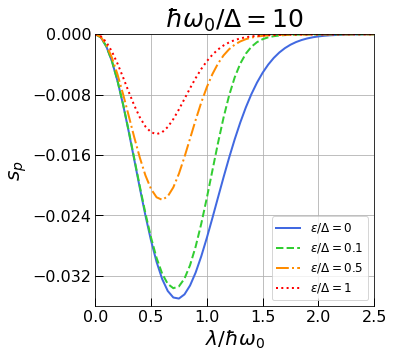 ħω₀/Δ = 10
0.000
−0.008
−0.016
−0.024
−0.032
sₚ
ε/Δ = 0
ε/Δ = 0.1
ε/Δ = 0.5
ε/Δ = 1
0.0 0.5 1.0 1.5 2.0 2.5
λ/ħω₀